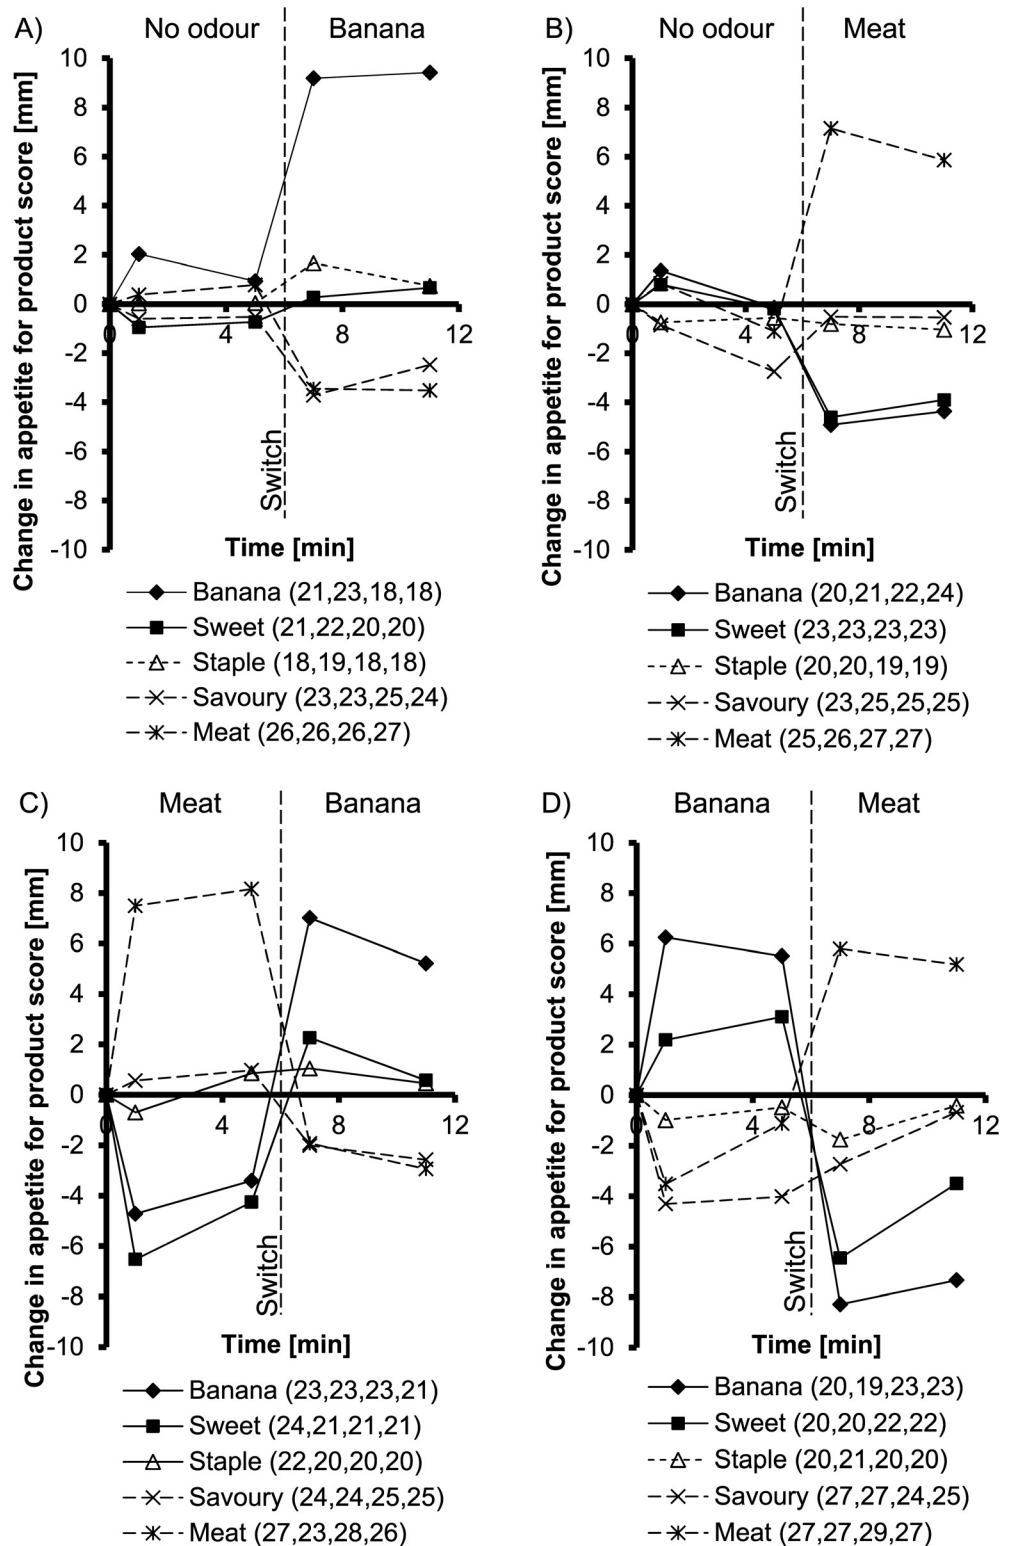 A)
No odour
Banana
Change in appetite for product score [mm]
10
8
6
4
2
0
-2
-4
-6
-8
-10
0
4
8
12
Switch
Time [min]
Banana (21,23,18,18)
Sweet (21,22,20,20)
Staple (18,19,18,18)
Savoury (23,23,25,24)
Meat (26,26,26,27)
B)
No odour
Meat
Change in appetite for product score [mm]
10
8
6
4
2
0
-2
-4
-6
-8
-10
0
4
8
12
Switch
Time [min]
Banana (20,21,22,24)
Sweet (23,23,23,23)
Staple (20,20,19,19)
Savoury (23,25,25,25)
Meat (25,26,27,27)
C)
Meat
Banana
Change in appetite for product score [mm]
10
8
6
4
2
0
-2
-4
-6
-8
-10
0
4
8
12
Switch
Time [min]
Banana (23,23,23,21)
Sweet (24,21,21,21)
Staple (22,20,20,20)
Savoury (24,24,25,25)
Meat (27,23,28,26)
D)
Banana
Meat
Change in appetite for product score [mm]
10
8
6
4
2
0
-2
-4
-6
-8
-10
0
4
8
12
Switch
Time [min]
Banana (20,19,23,23)
Sweet (20,20,22,22)
Staple (20,21,20,20)
Savoury (27,27,24,25)
Meat (27,27,29,27)